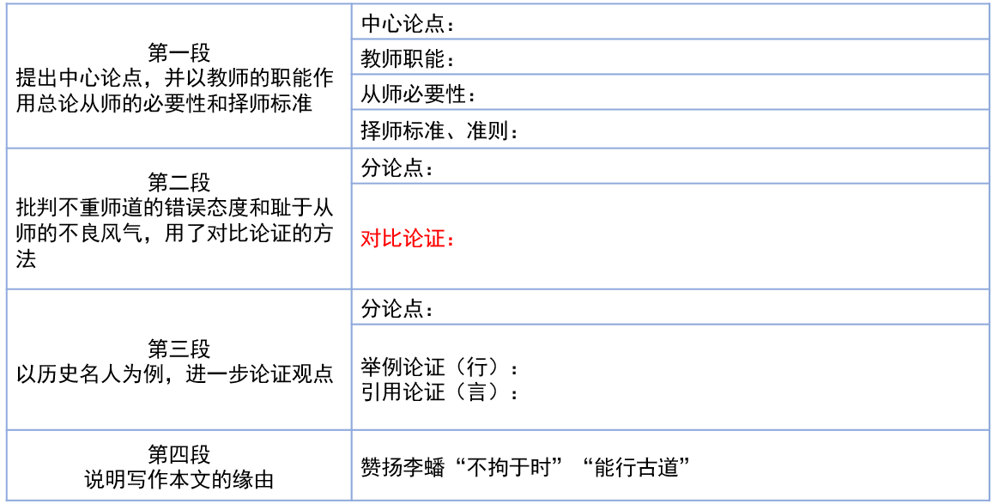 第一段
提出中心论点，并以教师的职能作
用总论从师的必要性和择师标准
中心论点：
教师职能：
从师必要性：
择师标准、准则：
第二段
批判不重师道的错误态度和耻于从
师的不良风气，用了对比论证的方
法
分论点：
对比论证：
第三段
以历史名人为例，进一步论证观点
分论点：
举例论证（行）：
引用论证（言）：
第四段
说明写作本文的缘由
赞扬李蟠“不拘于时”“能行古道”